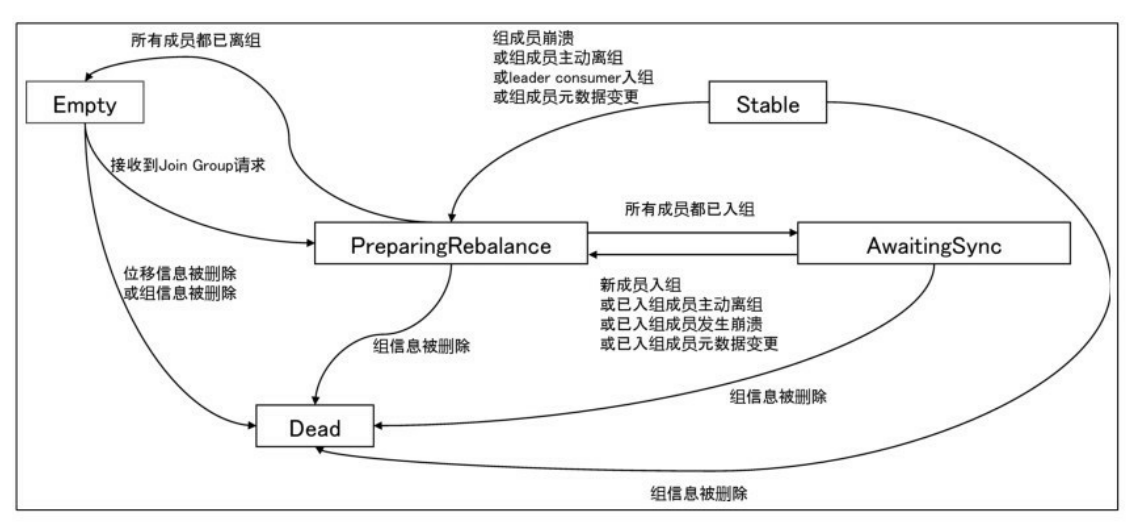 所有成员都已离组
组成员崩溃
或组成员主动离组
或leader consumer入组
或组成员元数据变更
Empty
Stable
接收到Join Group请求
所有成员都已入组
PreparingRebalance
AwaitingSync
位移信息被删除
或组信息被删除
新成员入组
或已入组成员主动离组
或已入组成员发生崩溃
或已入组成员元数据变更
组信息被删除
组信息被删除
Dead
组信息被删除